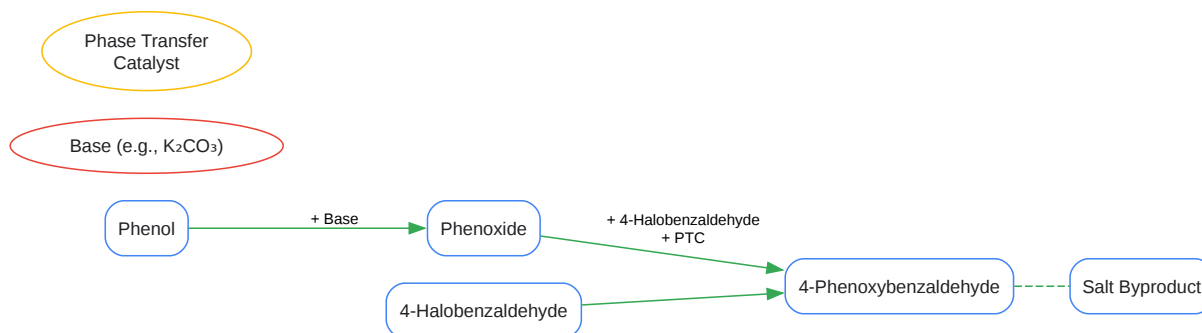 Phase Transfer
Catalyst
Base (e.g., K₂CO₃)
Phenol
+ Base
Phenoxide
+ 4-Halobenzaldehyde
+ PTC
4-Halobenzaldehyde
4-Phenoxybenzaldehyde
Salt Byproduct